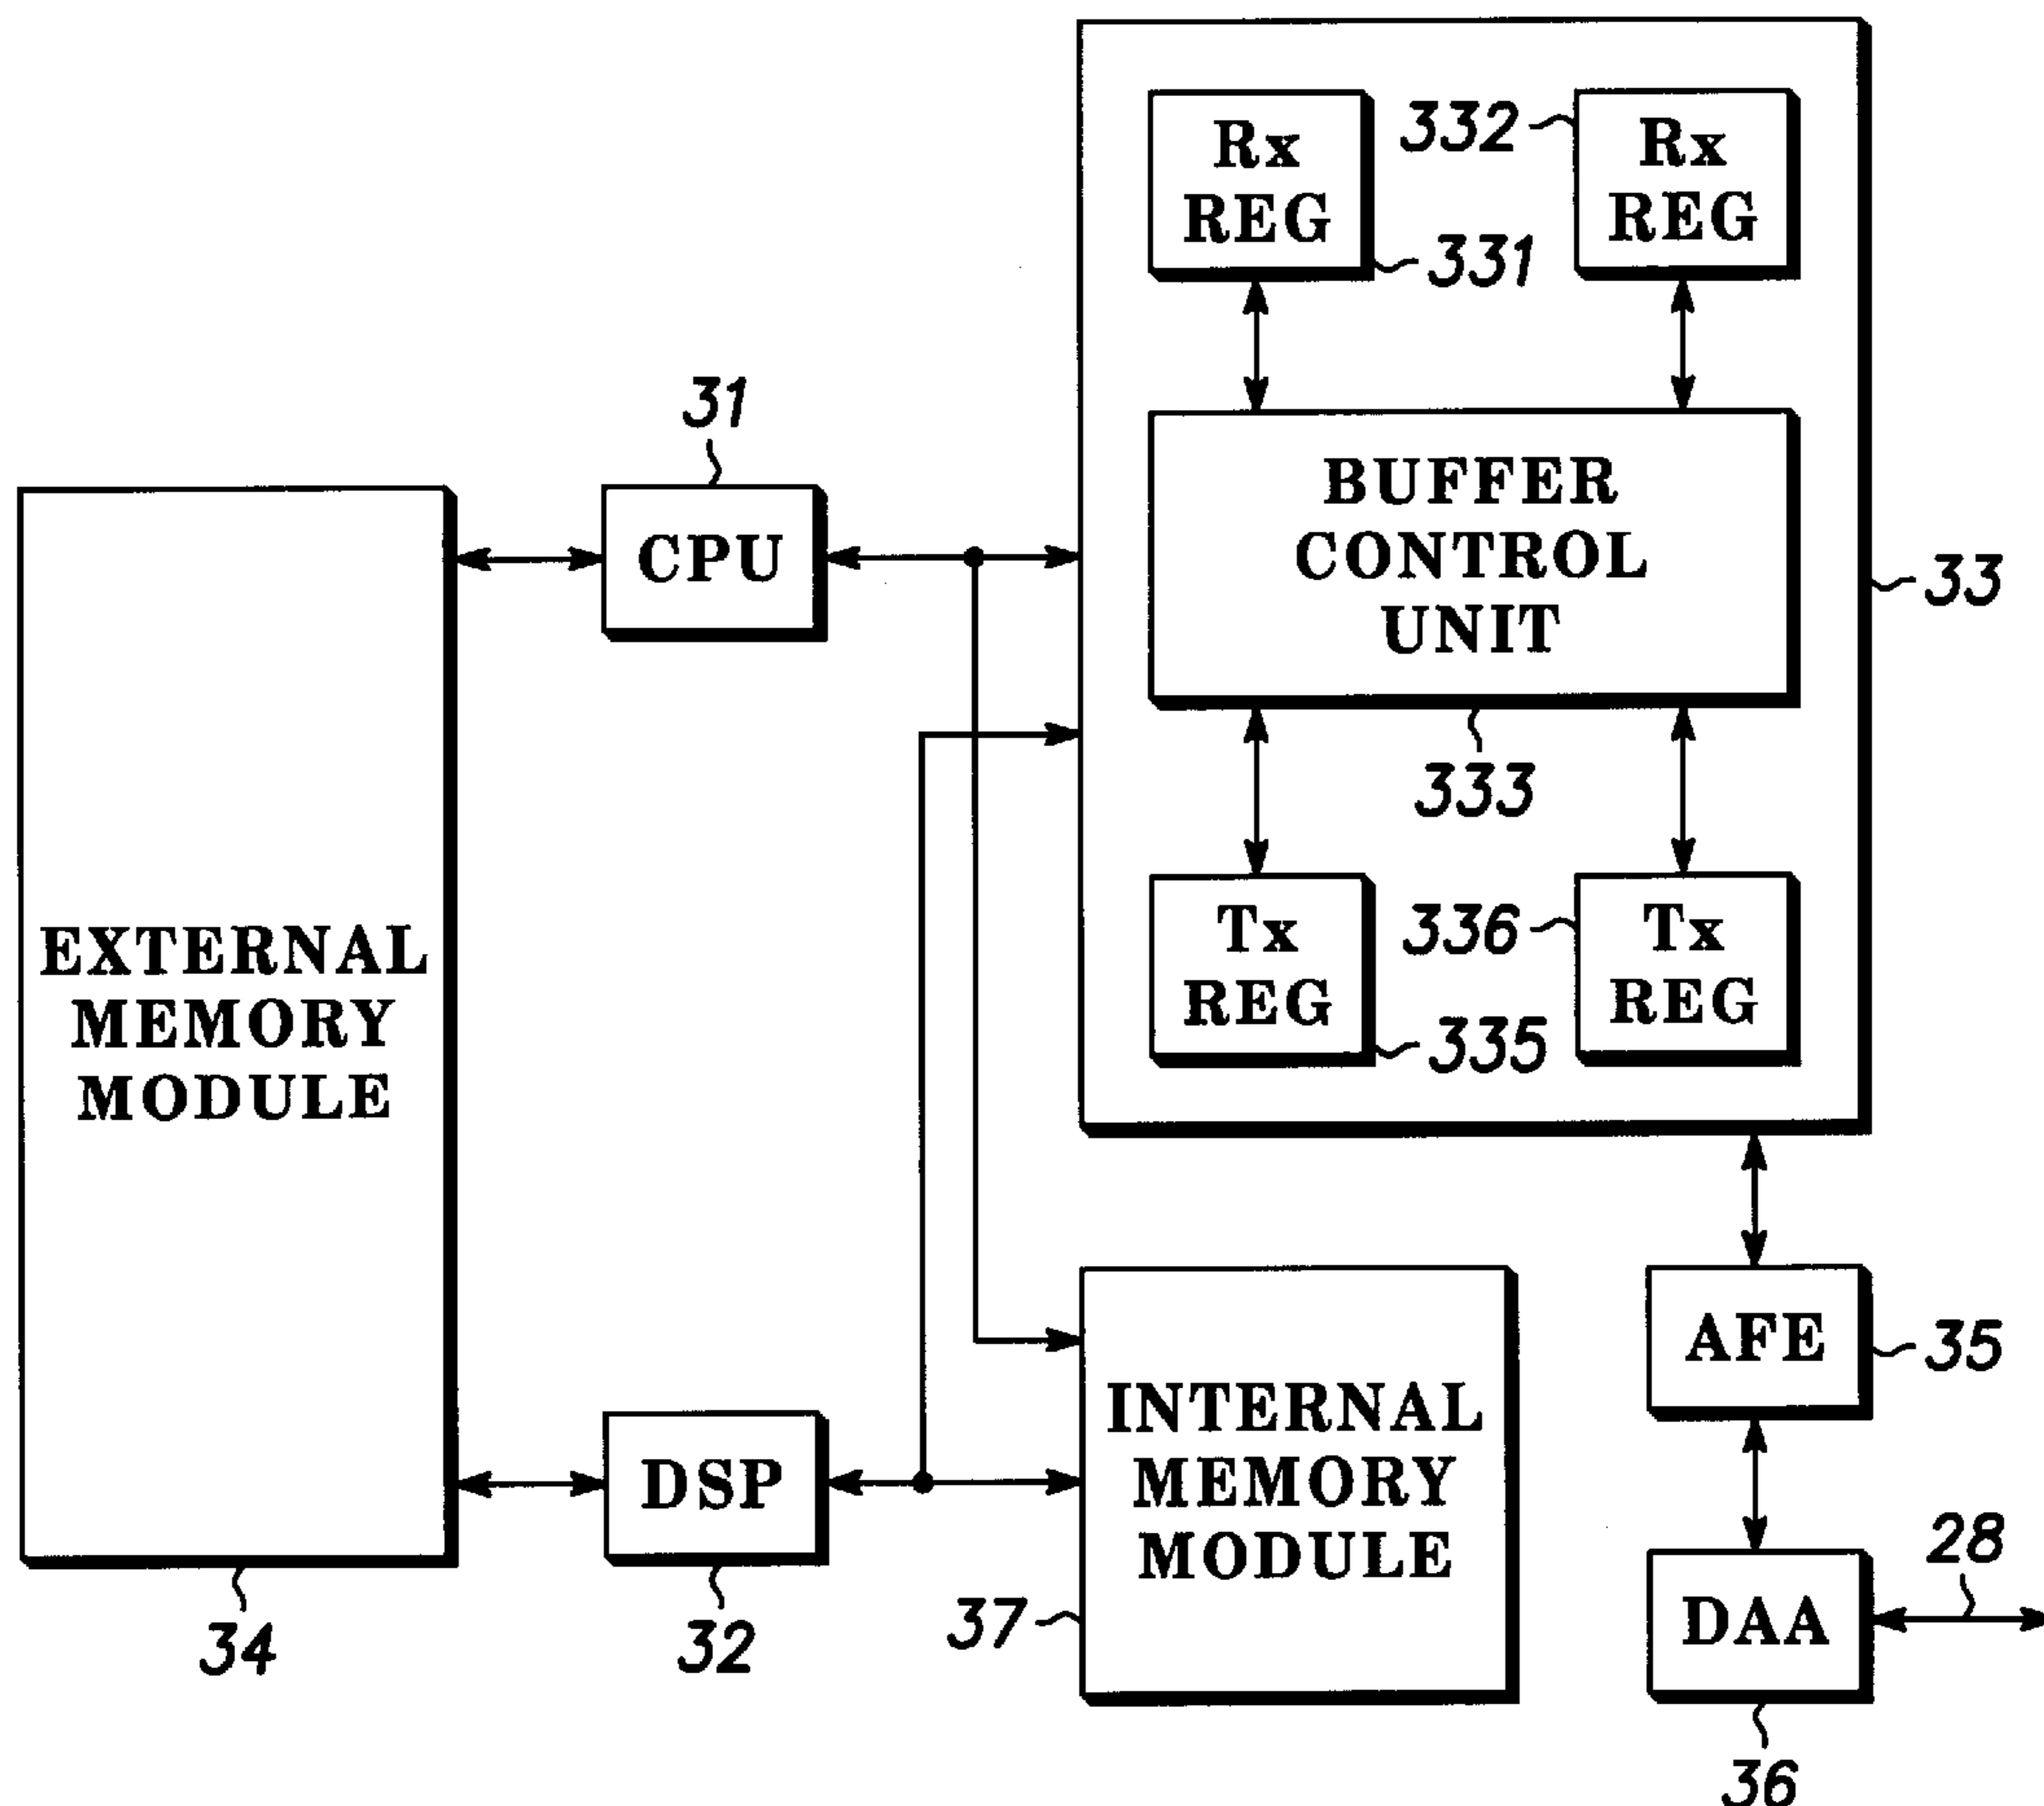 Rx
REG
331
332
Rx
REG
31
CPU
BUFFER
CONTROL
UNIT
33
333
EXTERNAL
MEMORY
MODULE
34
Tx
REG
335
336
Tx
REG
DSP
32
INTERNAL
MEMORY
MODULE
37
AFE
35
28
DAA
36